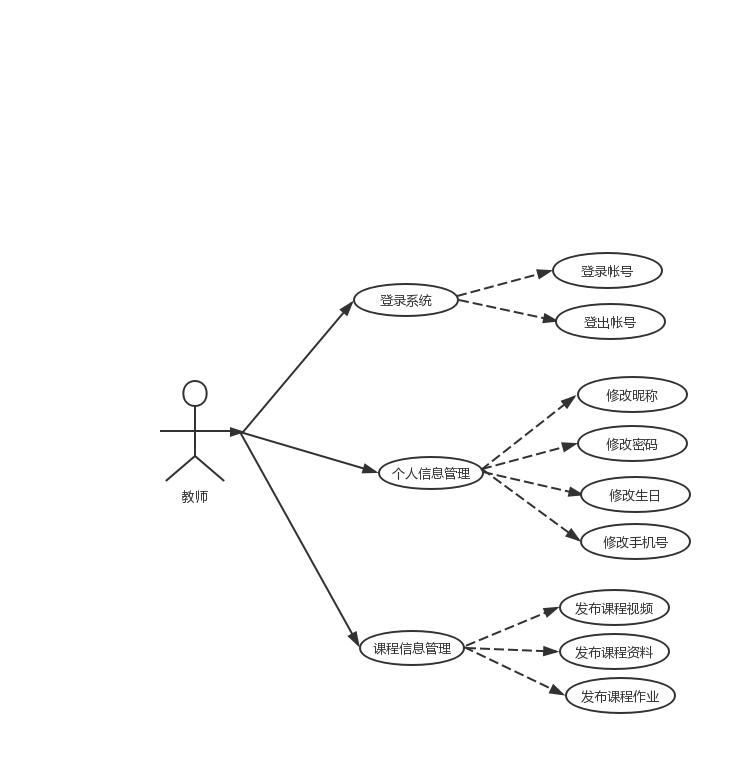 登录帐号
登录系统
登出帐号
修改昵称
修改密码
个人信息管理
修改生日
教师
修改手机号
发布课程视频
课程信息管理
发布课程资料
发布课程作业